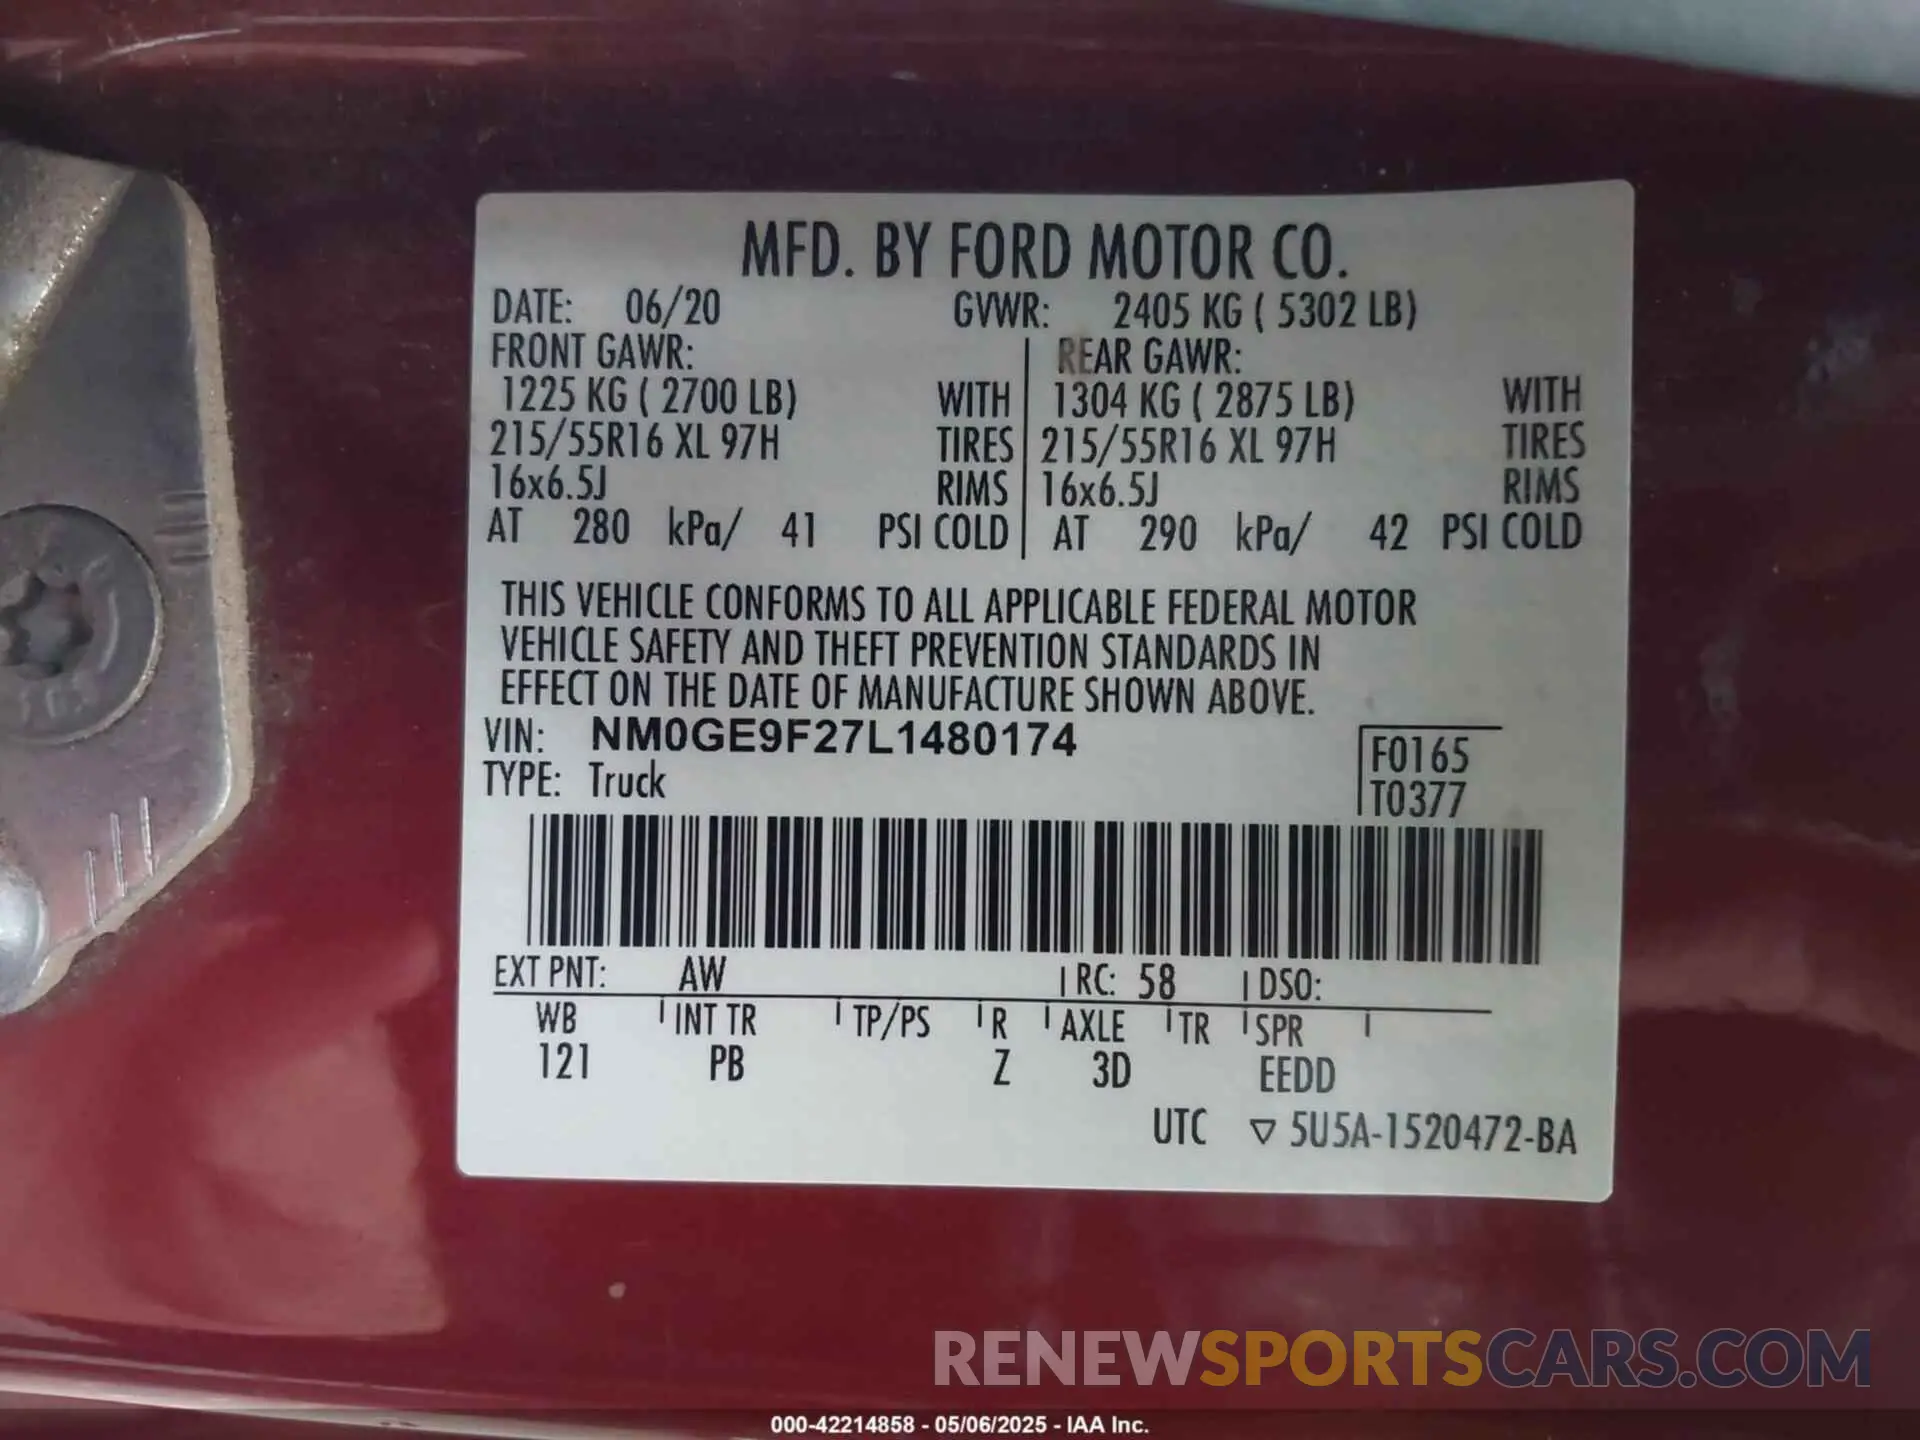 MFD. BY FORD MOTOR CO.
DATE: 06/20 GVWR: 2405 KG ( 5302 LB)
FRONT GAWR: REAR GAWR:
1225 KG ( 2700 LB) WITH 1304 KG ( 2875 LB) WITH
215/55R16 XL 97H TIRES 215/55R16 XL 97H TIRES
16x6.5J RIMS 16x6.5J RIMS
AT 280 kPa/ 41 PSI COLD AT 290 kPa/ 42 PSI COLD
THIS VEHICLE CONFORMS TO ALL APPLICABLE FEDERAL MOTOR
VEHICLE SAFETY AND THEFT PREVENTION STANDARDS IN
EFFECT ON THE DATE OF MANUFACTURE SHOWN ABOVE.
VIN: NM0GE9F27L1480174 F0165
TYPE: Truck T0377
EXT PNT: AW RC: 58 DSO:
WB INT TR TP/PS R AXLE TR SPR
121 PB Z 3D EEDD
UTC ▽ 5U5A-1520472-BA
RENEWSPORTSCARS.COM
000-42214858 - 05/06/2025 - IAA Inc.